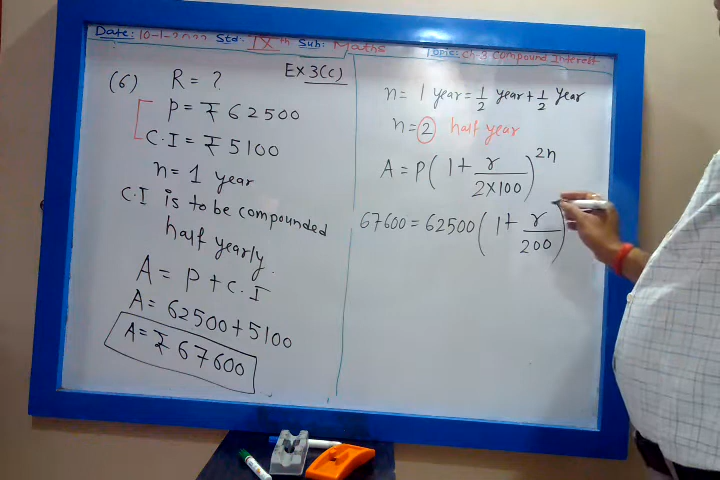 Date: 10-1-2022 Std: IXth Sub: Maths Topic: Ch 3 Compound Interest
Ex 3(c)
(6) R = ?
P = ₹ 62500
C.I = ₹ 5100
n = 1 year
C.I is to be compounded
half yearly.
A = P + C.I
A = 62500 + 5100
A = ₹ 67600
n = 1 year = 1/2 year + 1/2 year
n = 2 half year
A = P ( 1 + r/2×100 )^2n
67600 = 62500 ( 1 + r/200 )